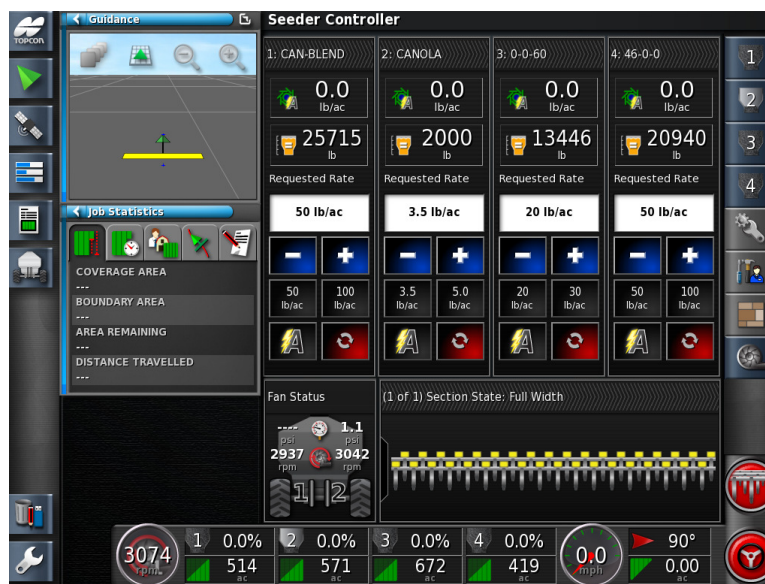 Guidance
Seeder Controller
TOPCON
1: CAN-BLEND
2: CANOLA
3: 0-0-60
4: 46-0-0
0.0
lb/ac
0.0
lb/ac
0.0
lb/ac
0.0
lb/ac
25715
lb
2000
lb
13446
lb
20940
lb
Requested Rate
Requested Rate
Requested Rate
Requested Rate
50 lb/ac
3.5 lb/ac
20 lb/ac
50 lb/ac
50
lb/ac
100
lb/ac
3.5
lb/ac
5.0
lb/ac
20
lb/ac
30
lb/ac
50
lb/ac
100
lb/ac
A
A
A
A
1
2
3
4
Job Statistics
COVERAGE AREA
---
BOUNDARY AREA
---
AREA REMAINING
---
DISTANCE TRAVELLED
---
Fan Status
----
psi
1.1
psi
2937
rpm
3042
rpm
1
2
(1 of 1) Section State: Full Width
3074
rpm
1
0.0%
514
ac
2
0.0%
571
ac
3
0.0%
672
ac
4
0.0%
419
ac
0.0
mph
90°
0.00
ac